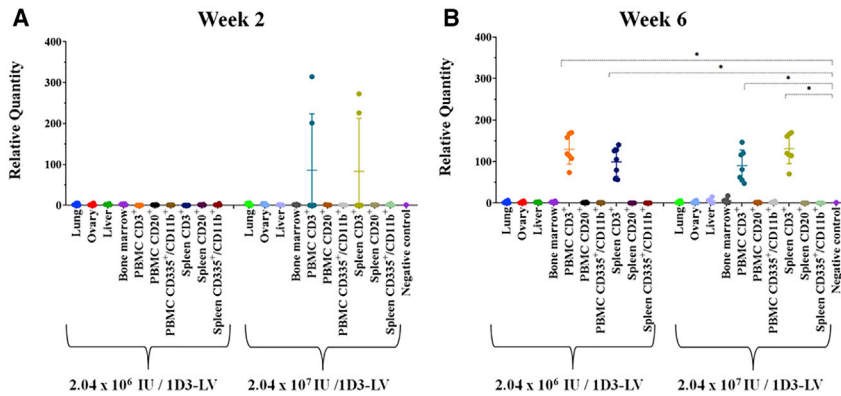 A
Week 2
Relative Quantity
400
300
200
100
0
Lung
Ovary
Liver
Bone marrow
PBMC CD3+
PBMC CD20+
PBMC CD335+/CD11b+
Spleen CD3+
Spleen CD20+
Spleen CD335+/CD11b+
Lung
Ovary
Liver
Bone marrow
PBMC CD3+
PBMC CD20+
PBMC CD335+/CD11b+
Spleen CD3+
Spleen CD20+
Spleen CD335+/CD11b+
Negative control
2.04 x 10⁶ IU / 1D3-LV
2.04 x 10⁷ IU /1D3-LV
B
Week 6
Relative Quantity
400
300
200
100
0
*
*
*
*
Lung
Ovary
Liver
Bone marrow
PBMC CD3+
PBMC CD20+
PBMC CD335+/CD11b+
Spleen CD3+
Spleen CD20+
Spleen CD335+/CD11b+
Lung
Ovary
Liver
Bone marrow
PBMC CD3+
PBMC CD20+
PBMC CD335+/CD11b+
Spleen CD3+
Spleen CD20+
Spleen CD335+/CD11b+
Negative control
2.04 x 10⁶ IU / 1D3-LV
2.04 x 10⁷ IU / 1D3-LV